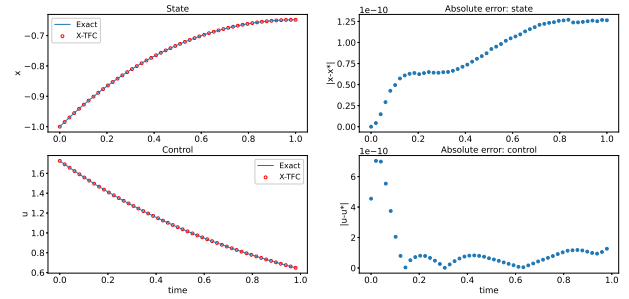 State
Exact
X-TFC
x
−0.7
−0.8
−0.9
−1.0
0.0 0.2 0.4 0.6 0.8 1.0
Absolute error: state
1e−10
|x-x*|
1.25
1.00
0.75
0.50
0.25
0.00
0.0 0.2 0.4 0.6 0.8 1.0
Control
Exact
X-TFC
u
1.6
1.4
1.2
1.0
0.8
0.6
0.0 0.2 0.4 0.6 0.8 1.0
time
Absolute error: control
1e−10
|u-u*|
6
4
2
0
0.0 0.2 0.4 0.6 0.8 1.0
time